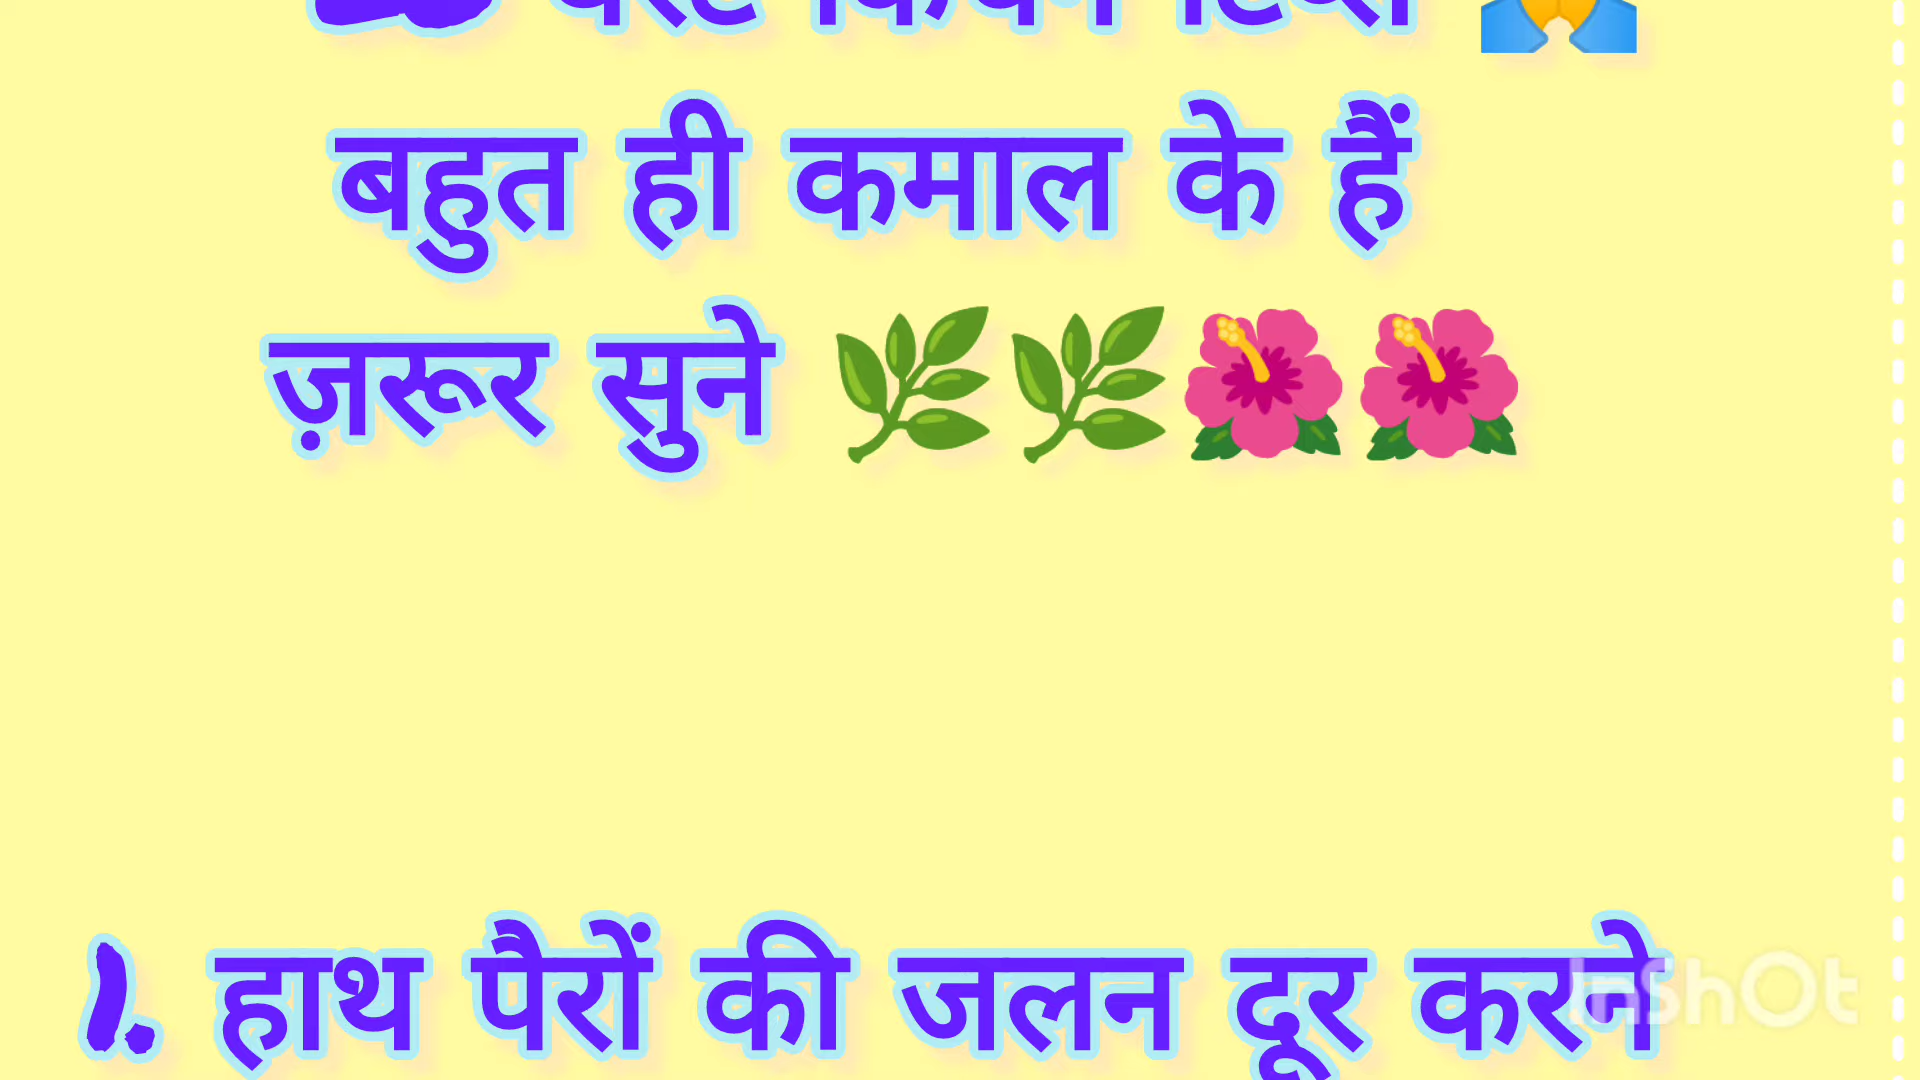 बहुत ही कमाल के हैं
ज़रूर सुने 🌿🌿🌺🌺
1. हाथ पैरों की जलन दूर करने
InShOt